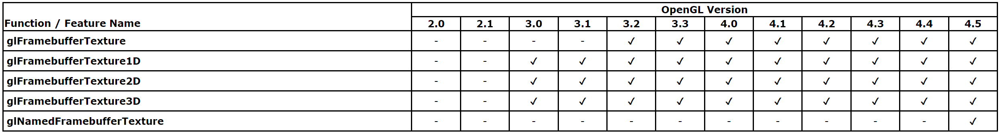 OpenGL Version
Function / Feature Name 2.0 2.1 3.0 3.1 3.2 3.3 4.0 4.1 4.2 4.3 4.4 4.5
glFramebufferTexture - - - - ✓ ✓ ✓ ✓ ✓ ✓ ✓ ✓
glFramebufferTexture1D - - ✓ ✓ ✓ ✓ ✓ ✓ ✓ ✓ ✓ ✓
glFramebufferTexture2D - - ✓ ✓ ✓ ✓ ✓ ✓ ✓ ✓ ✓ ✓
glFramebufferTexture3D - - ✓ ✓ ✓ ✓ ✓ ✓ ✓ ✓ ✓ ✓
glNamedFramebufferTexture - - - - - - - - - - - ✓